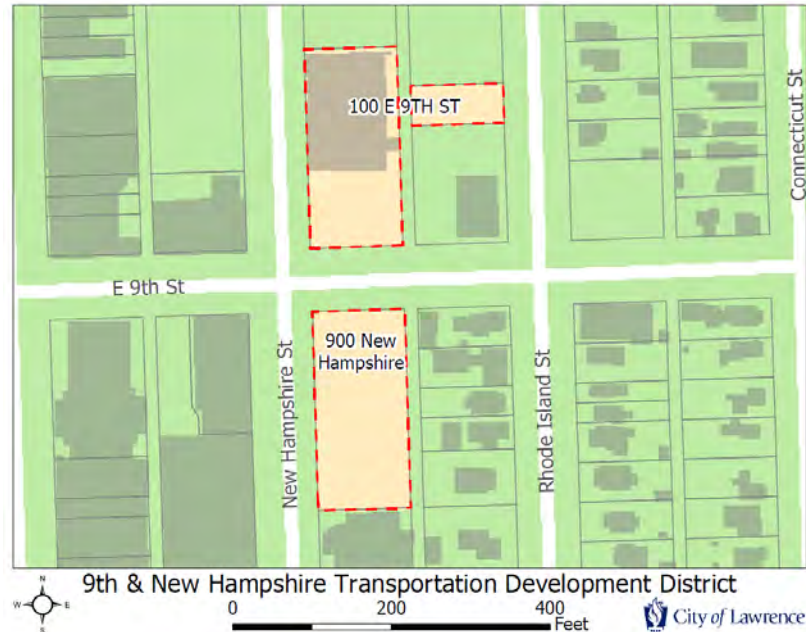 100 E 9TH ST
Connecticut St
E 9th St
900 New
Hampshire
New Hampshire St
Rhode Island St
9th & New Hampshire Transportation Development District
N
W E
S
0 200 400
Feet
City of Lawrence